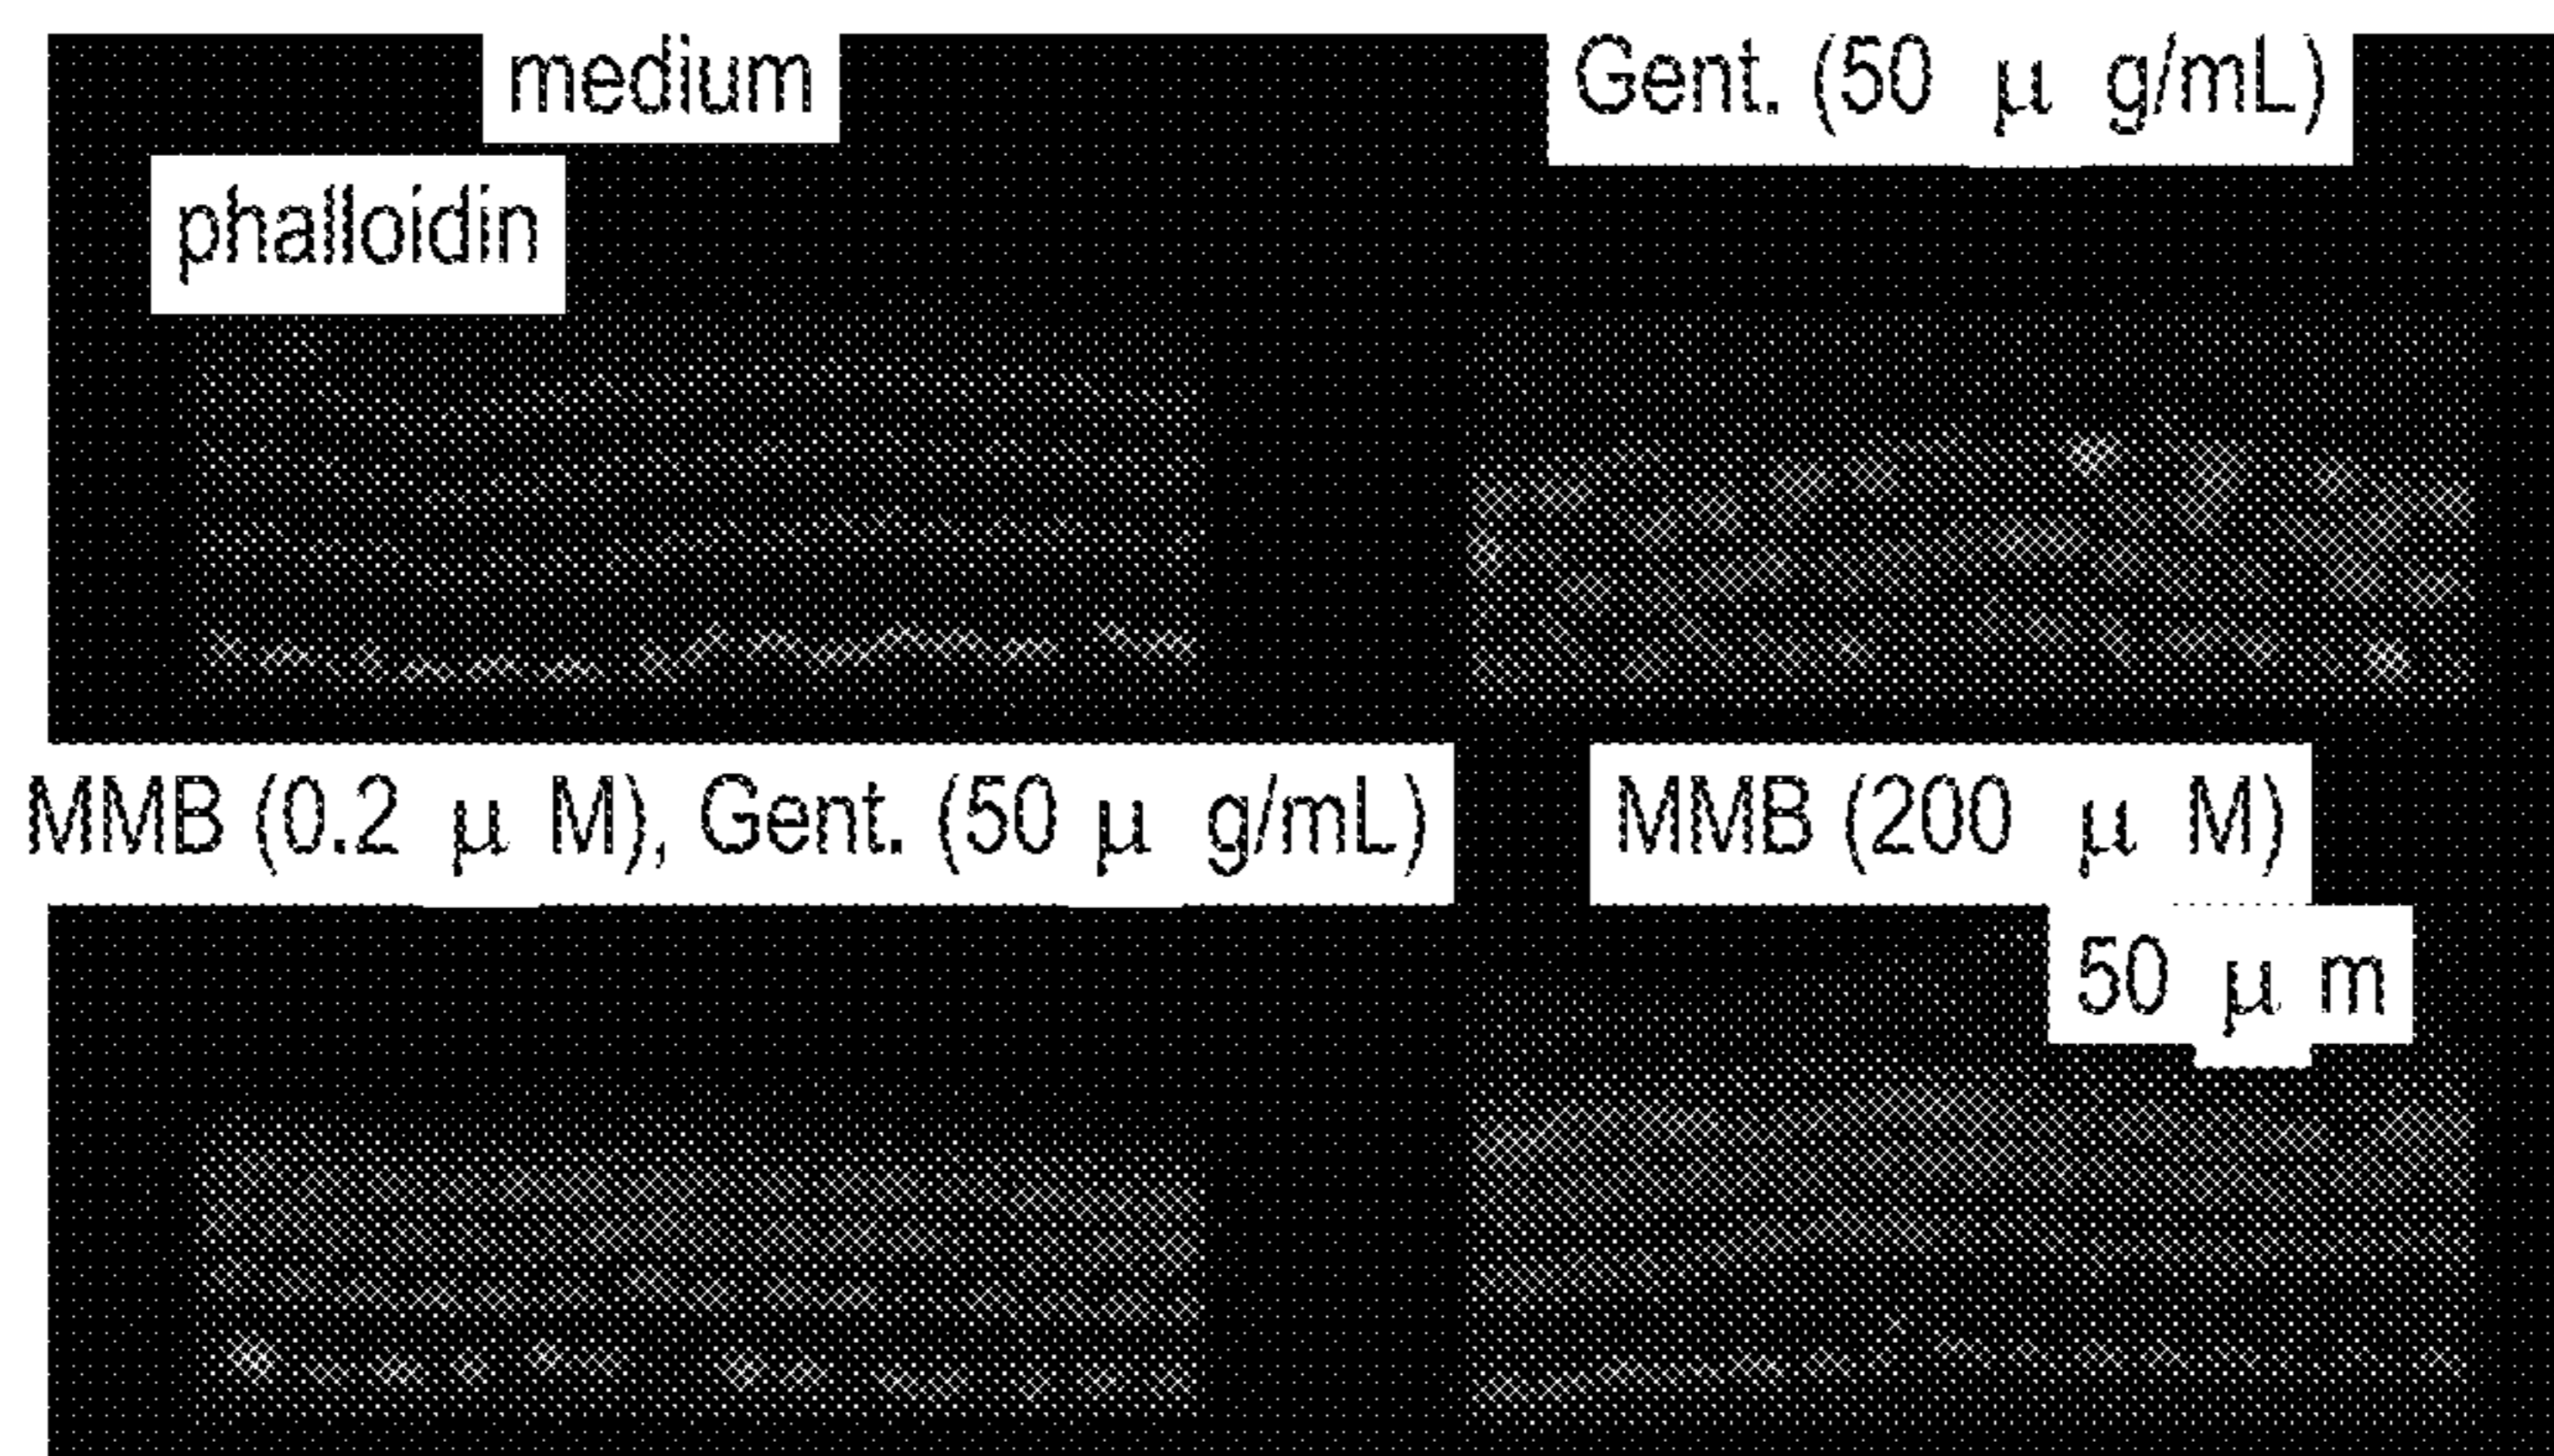 medium
Gent. (50 μ g/mL)
phalloidin
MMB (0.2 μ M), Gent. (50 μ g/mL)
MMB (200 μ M)
50 μ m